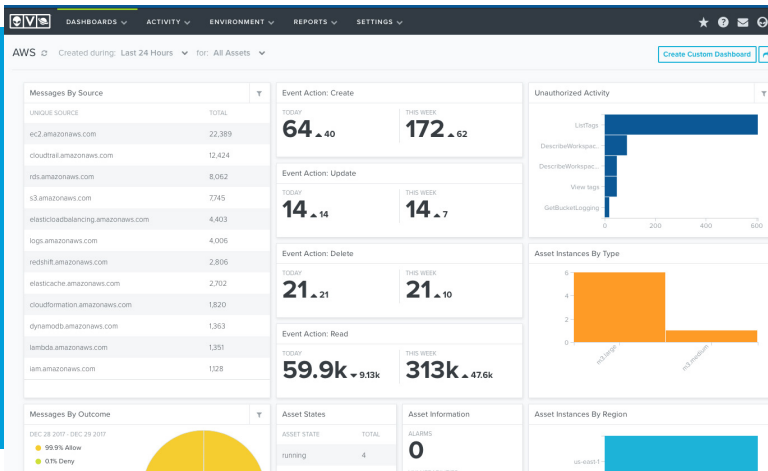 DASHBOARDS ACTIVITY ENVIRONMENT REPORTS SETTINGS
AWS Created during: Last 24 Hours for: All Assets
Create Custom Dashboard
Messages By Source
UNIQUE SOURCE TOTAL
ec2.amazonaws.com 22,389
cloudtrail.amazonaws.com 12,424
rds.amazonaws.com 8,062
s3.amazonaws.com 7,745
elasticloadbalancing.amazonaws.com 4,403
logs.amazonaws.com 4,006
redshift.amazonaws.com 2,806
elasticache.amazonaws.com 2,702
cloudformation.amazonaws.com 1,820
dynamodb.amazonaws.com 1,363
lambda.amazonaws.com 1,351
iam.amazonaws.com 1,128
Event Action: Create
TODAY THIS WEEK
64 40 172 62
Event Action: Update
TODAY THIS WEEK
14 14 14 7
Event Action: Delete
TODAY THIS WEEK
21 21 21 10
Event Action: Read
TODAY THIS WEEK
59.9k 9.13k 313k 47.6k
Unauthorized Activity
ListTags
DescribeWorkspac...
DescribeWorkspac...
View tags
GetBucketLogging
0 200 400 600
Asset Instances By Type
6
4
2
0
m3.large m3.medium
Messages By Outcome
DEC 28 2017 - DEC 29 2017
99.9% Allow
0.1% Deny
Asset States
ASSET STATE TOTAL
running 4
Asset Information
ALARMS
0
Asset Instances By Region
us-east-1